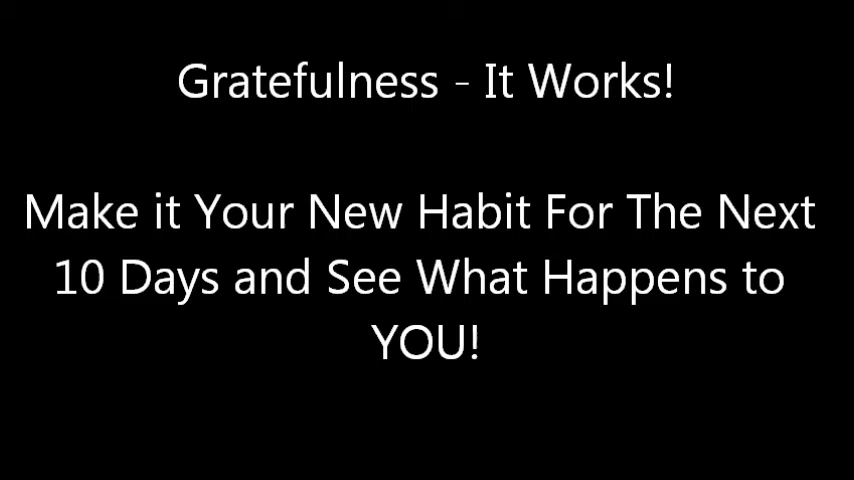 Gratefulness - It Works!
Make it Your New Habit For The Next
10 Days and See What Happens to
YOU!